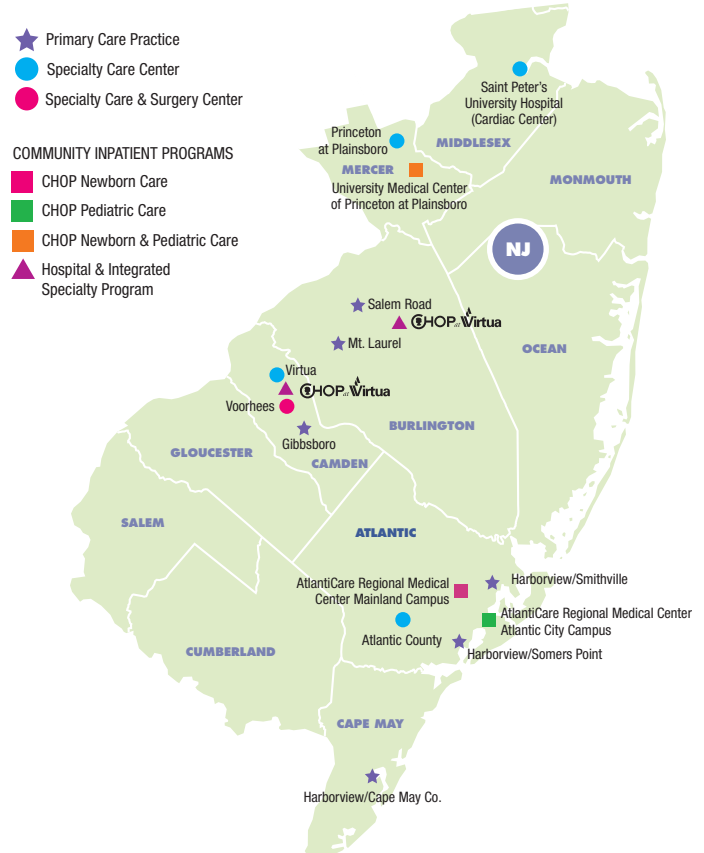 Primary Care Practice
Specialty Care Center
Specialty Care & Surgery Center
COMMUNITY INPATIENT PROGRAMS
CHOP Newborn Care
CHOP Pediatric Care
CHOP Newborn & Pediatric Care
Hospital & Integrated
Specialty Program
Saint Peter's
University Hospital
(Cardiac Center)
MIDDLESEX
Princeton
at Plainsboro
MERCER
University Medical Center
of Princeton at Plainsboro
MONMOUTH
NJ
Salem Road
CHOP at Virtua
Mt. Laurel
OCEAN
Virtua
CHOP at Virtua
Voorhees
Gibbsboro
BURLINGTON
GLOUCESTER
CAMDEN
SALEM
ATLANTIC
AtlantiCare Regional Medical
Center Mainland Campus
Harborview/Smithville
AtlantiCare Regional Medical Center
Atlantic City Campus
Atlantic County
Harborview/Somers Point
CUMBERLAND
CAPE MAY
Harborview/Cape May Co.